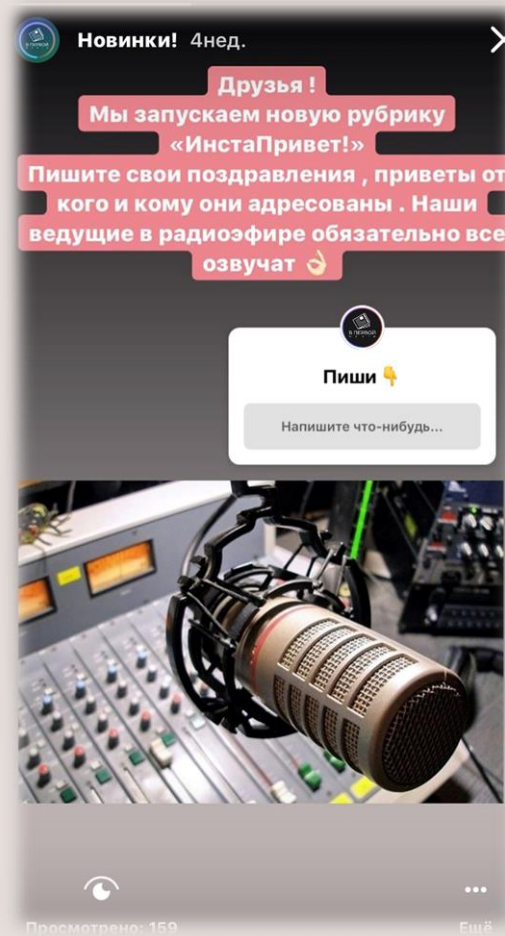 Новинки! 4нед.
Друзья !
Мы запускаем новую рубрику
«ИнстаПривет!»
Пишите свои поздравления , приветы от
кого и кому они адресованы . Наши
ведущие в радиоэфире обязательно все
озвучат 👌🏻
Пиши 👇
Напишите что-нибудь...
Просмотрено: 159
Ещё